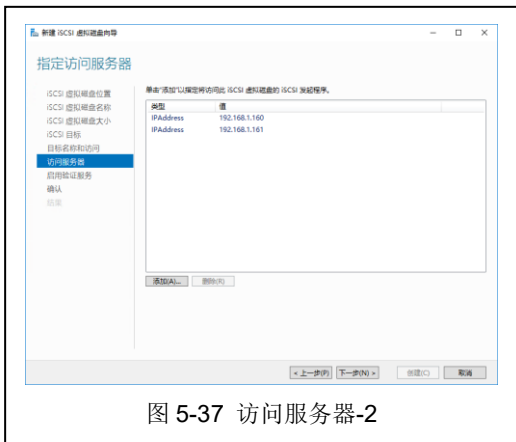 新建 iSCSI 虚拟磁盘向导
指定访问服务器
iSCSI 虚拟磁盘位置
iSCSI 虚拟磁盘名称
iSCSI 虚拟磁盘大小
iSCSI 目标
目标名称和访问
访问服务器
启用验证服务
确认
结果
单击"添加"以指定将访问此 iSCSI 虚拟磁盘的 iSCSI 发起程序。
类型 值
IPAddress 192.168.1.160
IPAddress 192.168.1.161
添加(A)... 删除(R)
< 上一步(P) 下一步(N) > 创建(C) 取消
图 5-37 访问服务器-2